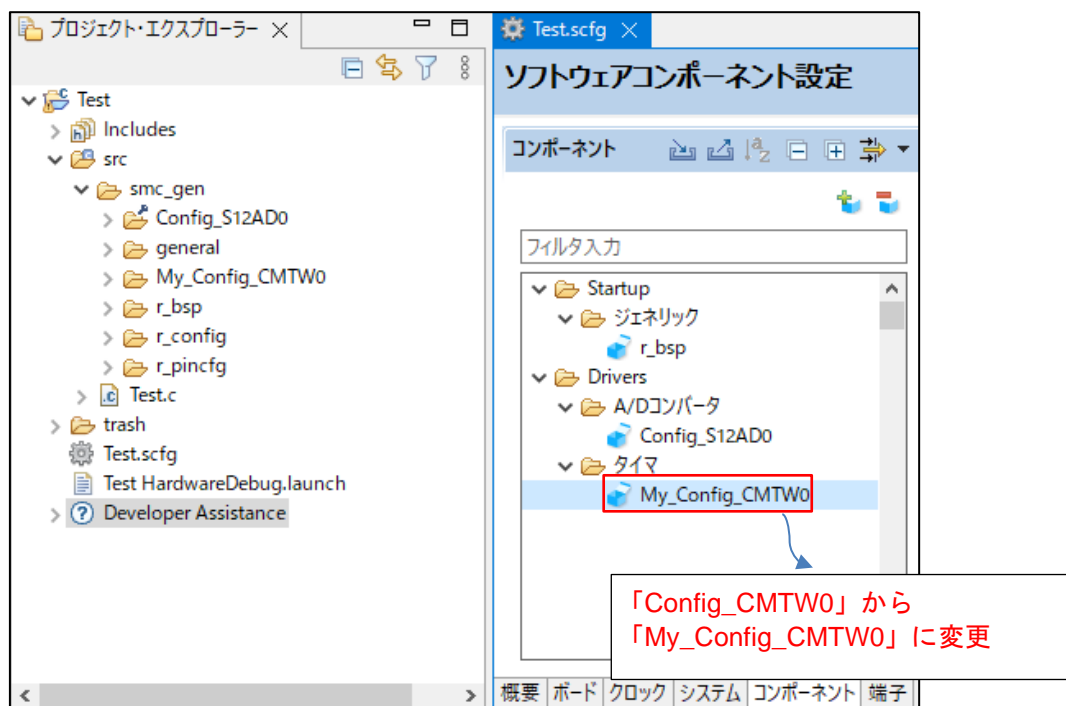 プロジェクト・エクスプローラー
Test
Includes
src
smc_gen
Config_S12AD0
general
My_Config_CMTW0
r_bsp
r_config
r_pincfg
Test.c
trash
Test.scfg
Test HardwareDebug.launch
Developer Assistance
Test.scfg
ソフトウェアコンポーネント設定
コンポーネント
フィルタ入力
Startup
ジェネリック
r_bsp
Drivers
A/Dコンバータ
Config_S12AD0
タイマ
My_Config_CMTW0
「Config_CMTW0」から
「My_Config_CMTW0」に変更
概要 ボード クロック システム コンポーネント 端子